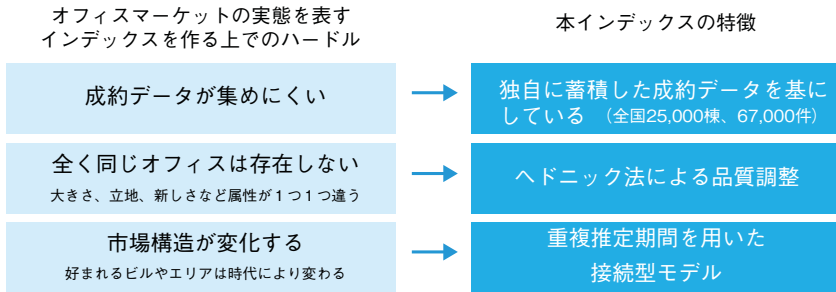 オフィスマーケットの実態を表す
インデックスを作る上でのハードル
本インデックスの特徴
成約データが集めにくい
独自に蓄積した成約データを基に
している （全国25,000棟、67,000件）
全く同じオフィスは存在しない
大きさ、立地、新しさなど属性が１つ１つ違う
ヘドニック法による品質調整
市場構造が変化する
好まれるビルやエリアは時代により変わる
重複推定期間を用いた
接続型モデル